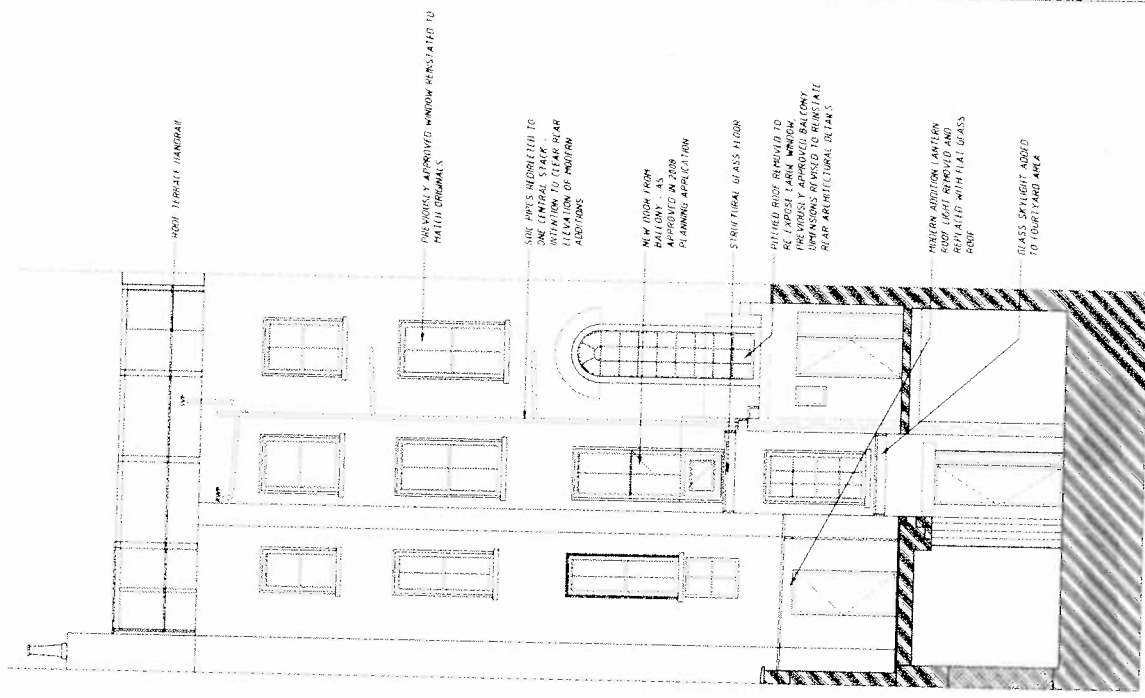 ROOF TERRACE HANDRAIL
PREVIOUSLY APPROVED WINDOW REINSTATED TO
MATCH ORIGINALS
SOIL PIPES REDIRECTED TO
ONE CENTRAL STACK -
INTENTION TO CLEAR REAR
ELEVATION OF MODERN
ADDITIONS
NEW DOOR FROM
BALCONY - AS
APPROVED IN 2008
PLANNING APPLICATION
STRUCTURAL GLASS FLOOR
PITCHED ROOF REMOVED TO
RE-EXPOSE LARGE WINDOW,
PREVIOUSLY APPROVED BALCONY
DIMENSIONS REVISED TO REINSTATE
REAR ARCHITECTURAL DETAILS
MODERN ADDITION LANTERN
ROOF LIGHT REMOVED AND
REPLACED WITH FLAT GLASS
ROOF
GLASS SKYLIGHT ADDED
TO COURTYARD AREA